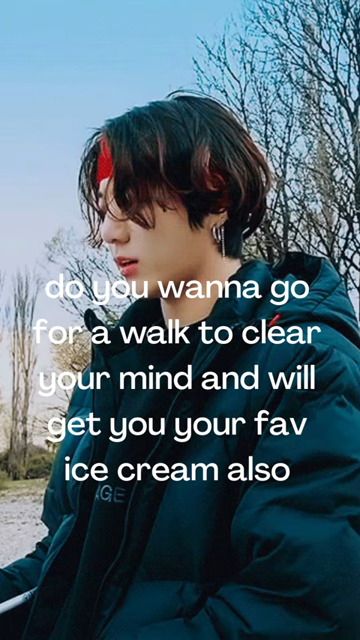 do you wanna go
for a walk to clear
your mind and will
get you your fav
ice cream also